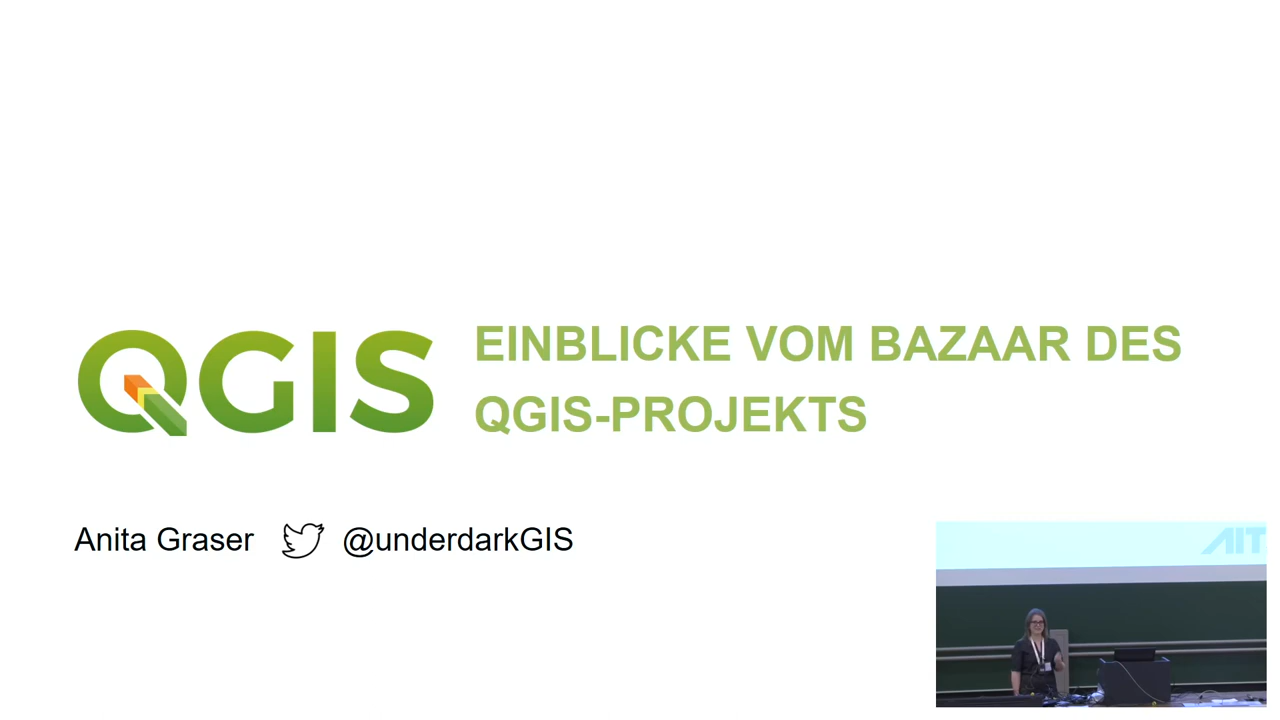 QGIS
EINBLICKE VOM BAZAAR DES
QGIS-PROJEKTS
Anita Graser @underdarkGIS
AIT